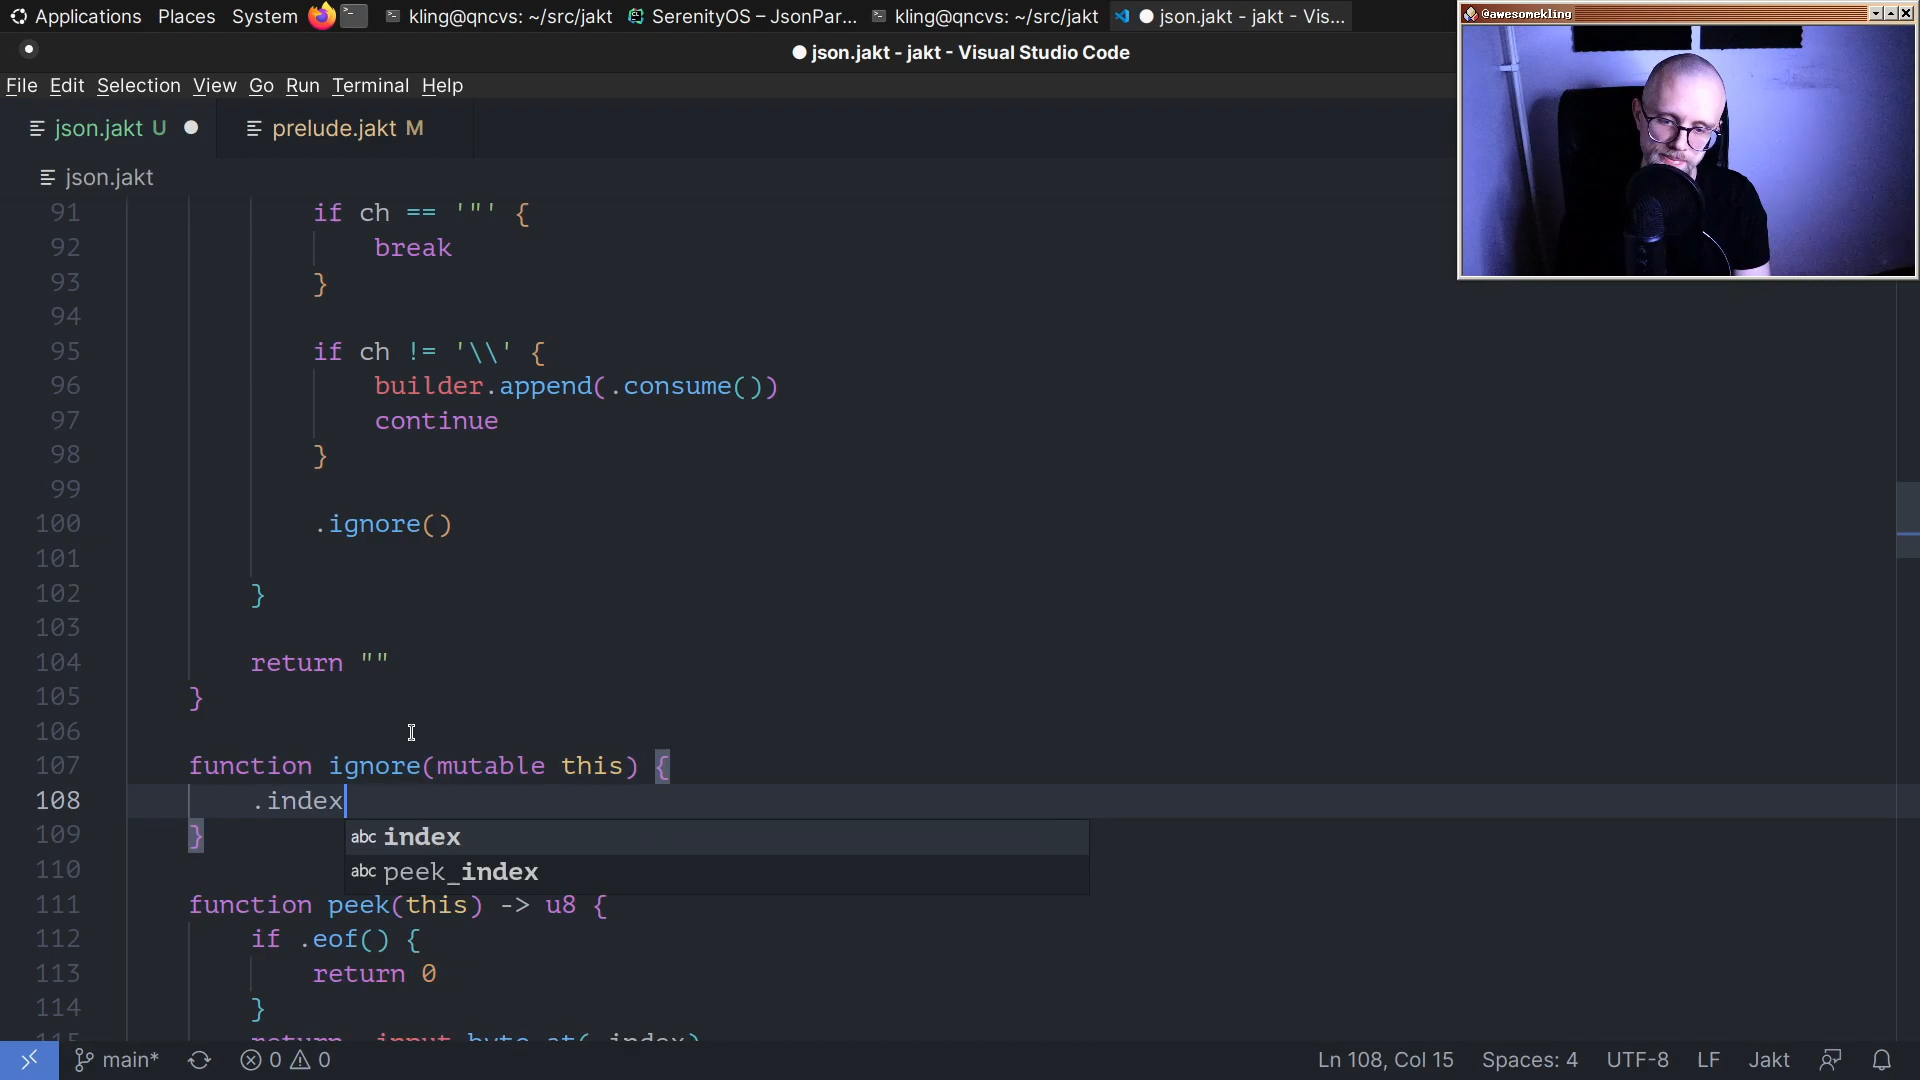 Applications Places System kling@qncvs: ~/src/jakt SerenityOS – JsonPar... kling@qncvs: ~/src/jakt ● json.jakt - jakt - Vis...
@awesomekling
● json.jakt - jakt - Visual Studio Code
File Edit Selection View Go Run Terminal Help
json.jakt U ● prelude.jakt M
json.jakt
91 if ch == '"' {
92 break
93 }
94
95 if ch != '\\' {
96 builder.append(.consume())
97 continue
98 }
99
100 .ignore()
101
102 }
103
104 return ""
105 }
106
107 function ignore(mutable this) {
108 .index
109 }
abc index
110
abc peek_index
111 function peek(this) -> u8 {
112 if .eof() {
113 return 0
114 }
115 return .input.byte_at(.index)
main* 0 0 Ln 108, Col 15 Spaces: 4 UTF-8 LF Jakt